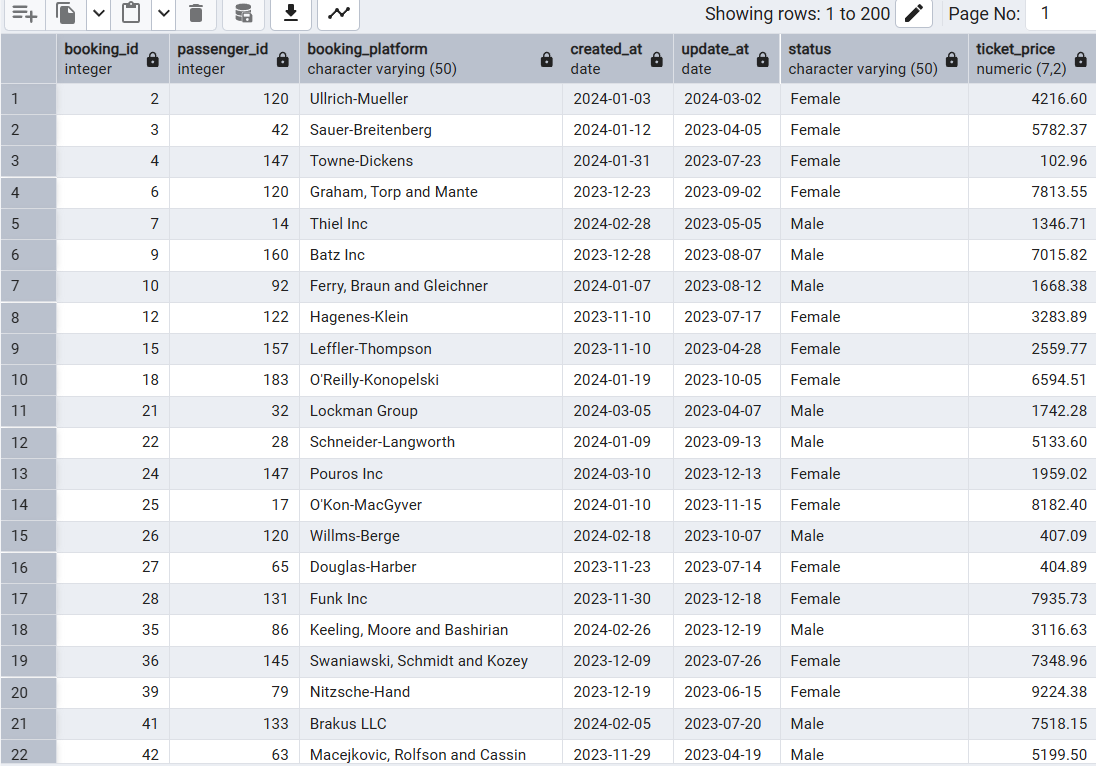 Showing rows: 1 to 200 Page No: 1
booking_id passenger_id booking_platform created_at update_at status ticket_price
integer integer character varying (50) date date character varying (50) numeric (7,2)
1 2 120 Ullrich-Mueller 2024-01-03 2024-03-02 Female 4216.60
2 3 42 Sauer-Breitenberg 2024-01-12 2023-04-05 Female 5782.37
3 4 147 Towne-Dickens 2024-01-31 2023-07-23 Female 102.96
4 6 120 Graham, Torp and Mante 2023-12-23 2023-09-02 Female 7813.55
5 7 14 Thiel Inc 2024-02-28 2023-05-05 Male 1346.71
6 9 160 Batz Inc 2023-12-28 2023-08-07 Male 7015.82
7 10 92 Ferry, Braun and Gleichner 2024-01-07 2023-08-12 Male 1668.38
8 12 122 Hagenes-Klein 2023-11-10 2023-07-17 Female 3283.89
9 15 157 Leffler-Thompson 2023-11-10 2023-04-28 Female 2559.77
10 18 183 O'Reilly-Konopelski 2024-01-19 2023-10-05 Female 6594.51
11 21 32 Lockman Group 2024-03-05 2023-04-07 Male 1742.28
12 22 28 Schneider-Langworth 2024-01-09 2023-09-13 Male 5133.60
13 24 147 Pouros Inc 2024-03-10 2023-12-13 Female 1959.02
14 25 17 O'Kon-MacGyver 2024-01-10 2023-11-15 Female 8182.40
15 26 120 Willms-Berge 2024-02-18 2023-10-07 Male 407.09
16 27 65 Douglas-Harber 2023-11-23 2023-07-14 Female 404.89
17 28 131 Funk Inc 2023-11-30 2023-12-18 Female 7935.73
18 35 86 Keeling, Moore and Bashirian 2024-02-26 2023-12-19 Male 3116.63
19 36 145 Swaniawski, Schmidt and Kozey 2023-12-09 2023-07-26 Female 7348.96
20 39 79 Nitzsche-Hand 2023-12-19 2023-06-15 Female 9224.38
21 41 133 Brakus LLC 2024-02-05 2023-07-20 Male 7518.15
22 42 63 Macejkovic, Rolfson and Cassin 2023-11-29 2023-04-19 Male 5199.50